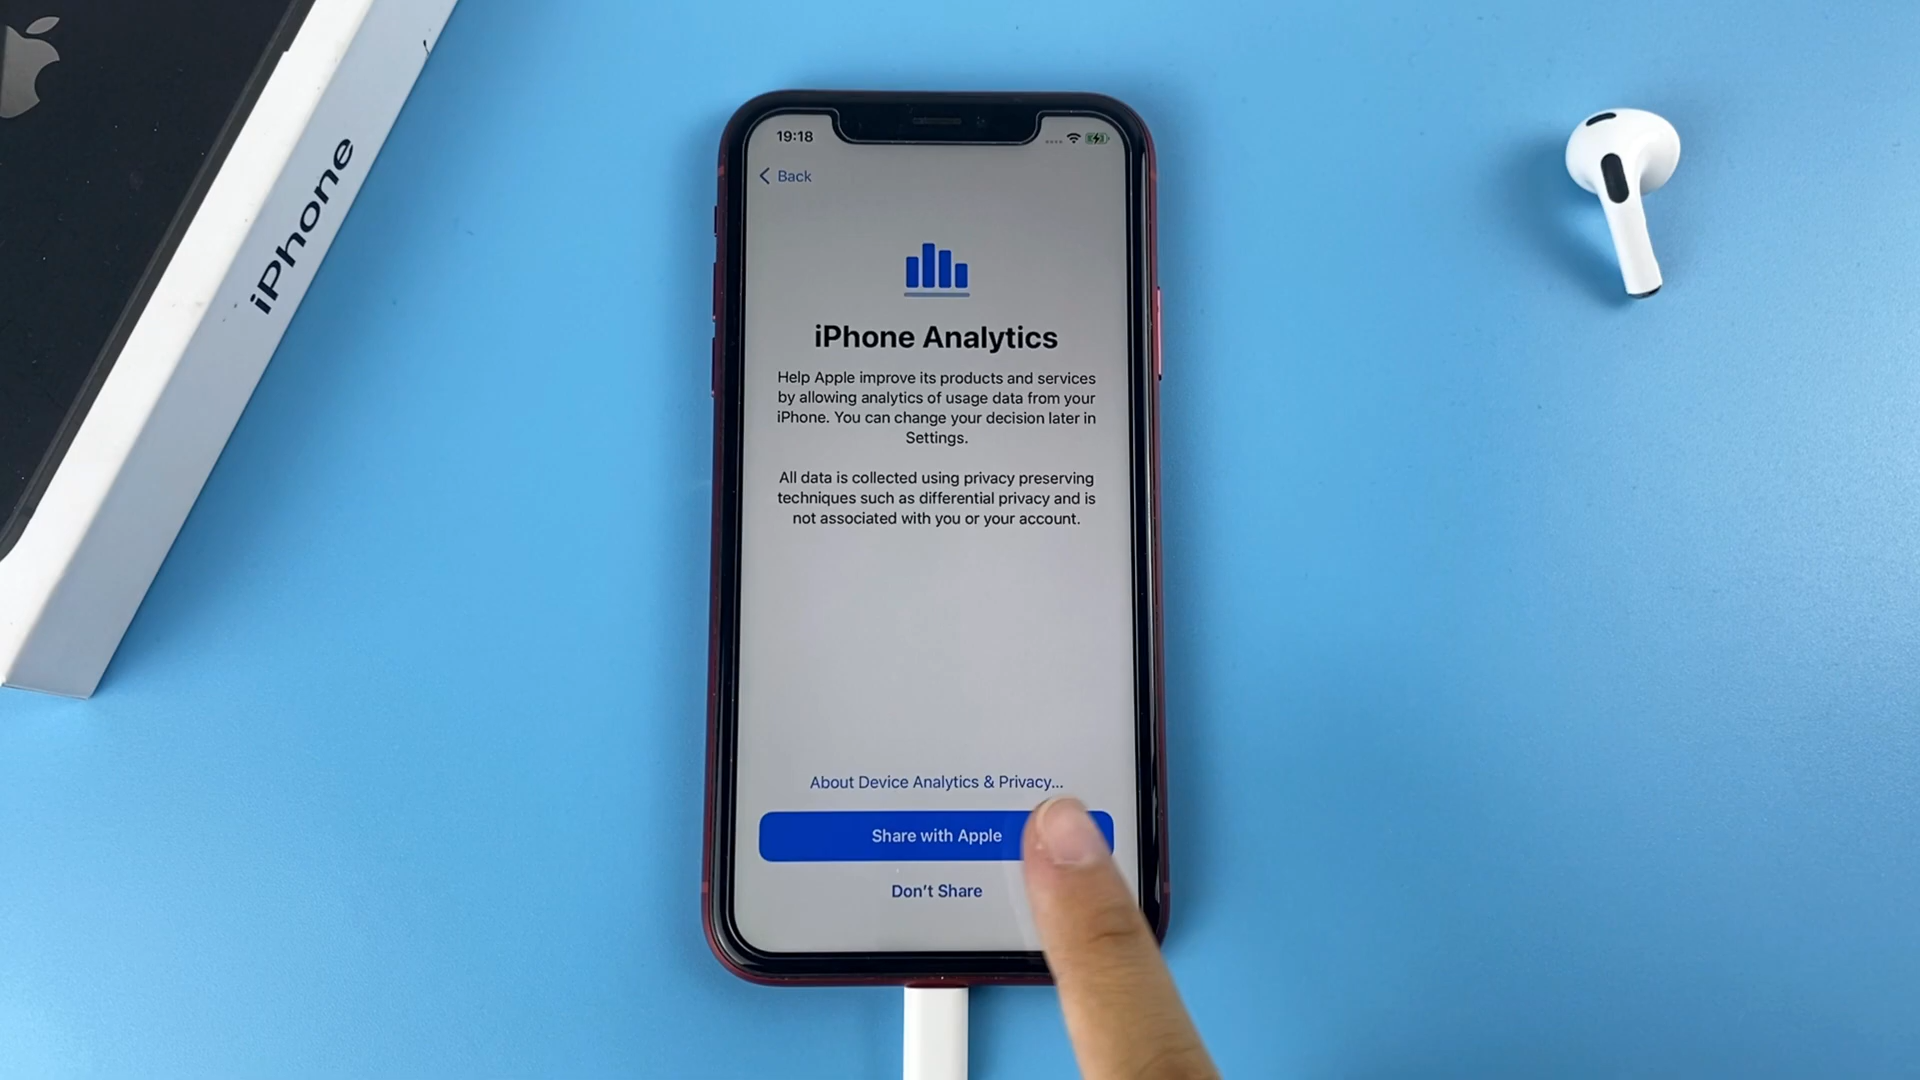 iPhone
19:18
Back
iPhone Analytics
Help Apple improve its products and services
by allowing analytics of usage data from your
iPhone. You can change your decision later in
Settings.
All data is collected using privacy preserving
techniques such as differential privacy and is
not associated with you or your account.
About Device Analytics & Privacy...
Share with Apple
Don't Share